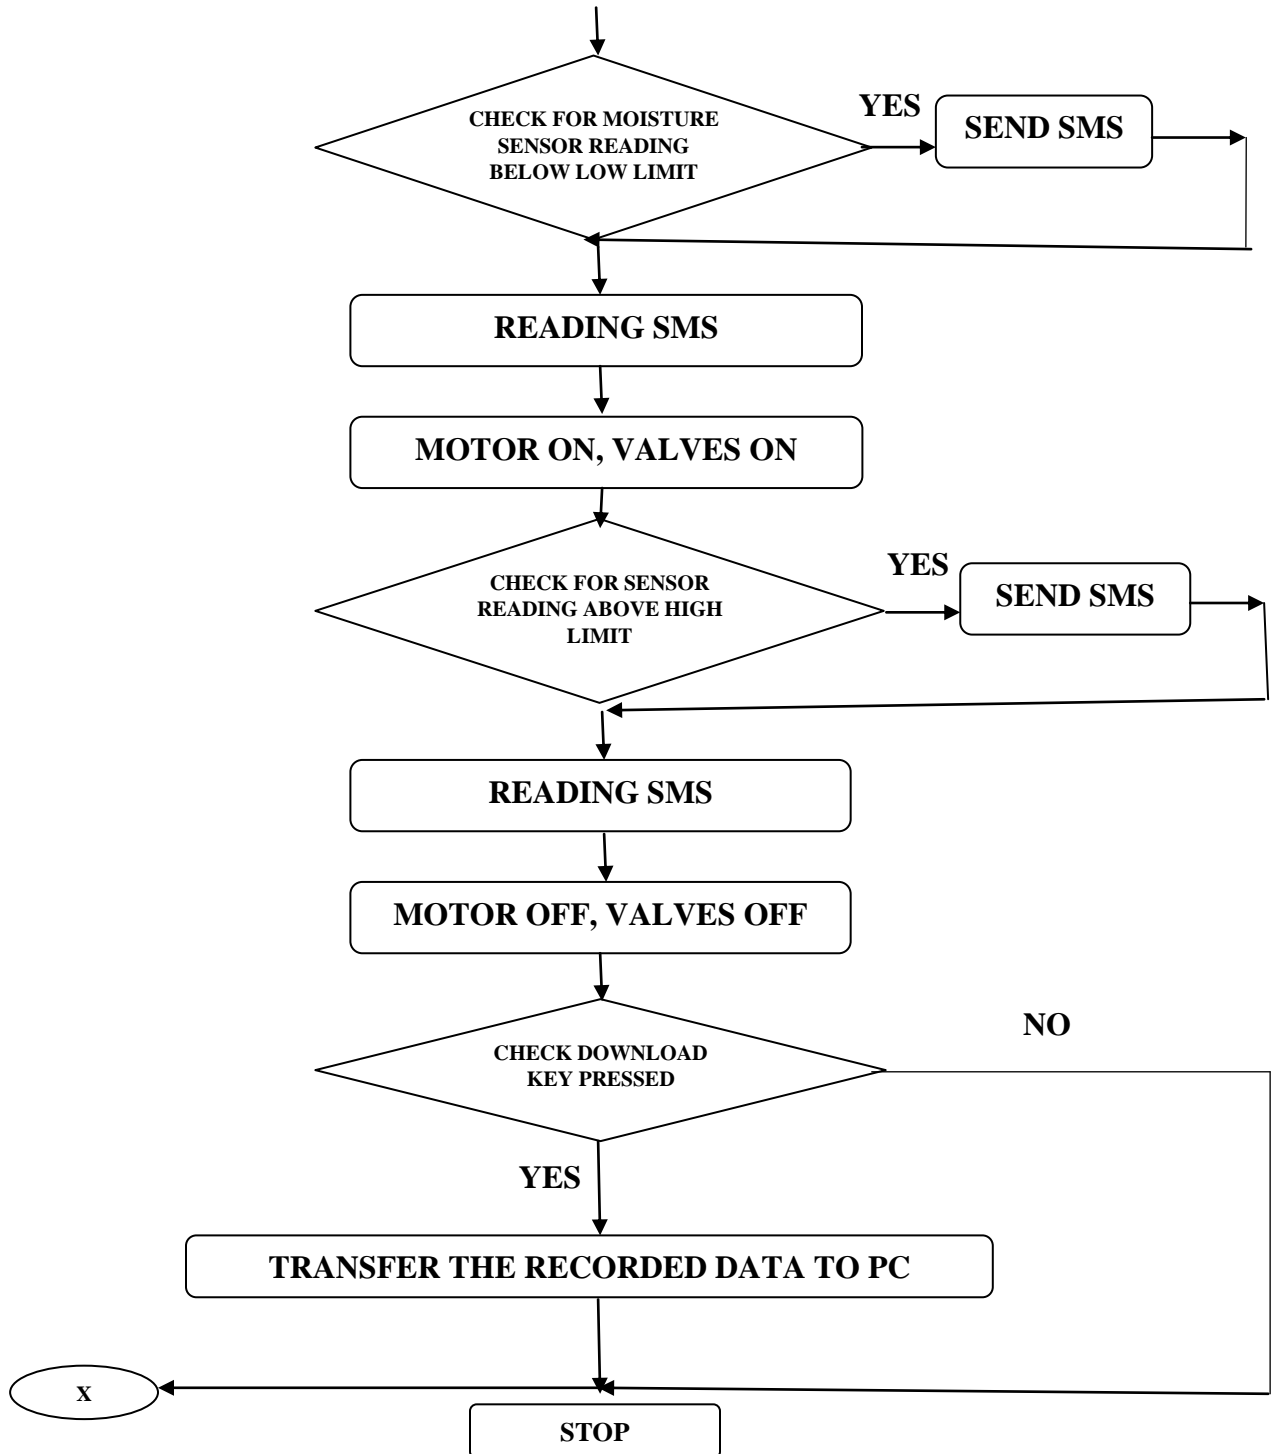 CHECK FOR MOISTURE
SENSOR READING
BELOW LOW LIMIT
YES
SEND SMS
READING SMS
MOTOR ON, VALVES ON
CHECK FOR SENSOR
READING ABOVE HIGH
LIMIT
YES
SEND SMS
READING SMS
MOTOR OFF, VALVES OFF
CHECK DOWNLOAD
KEY PRESSED
NO
YES
TRANSFER THE RECORDED DATA TO PC
X
STOP